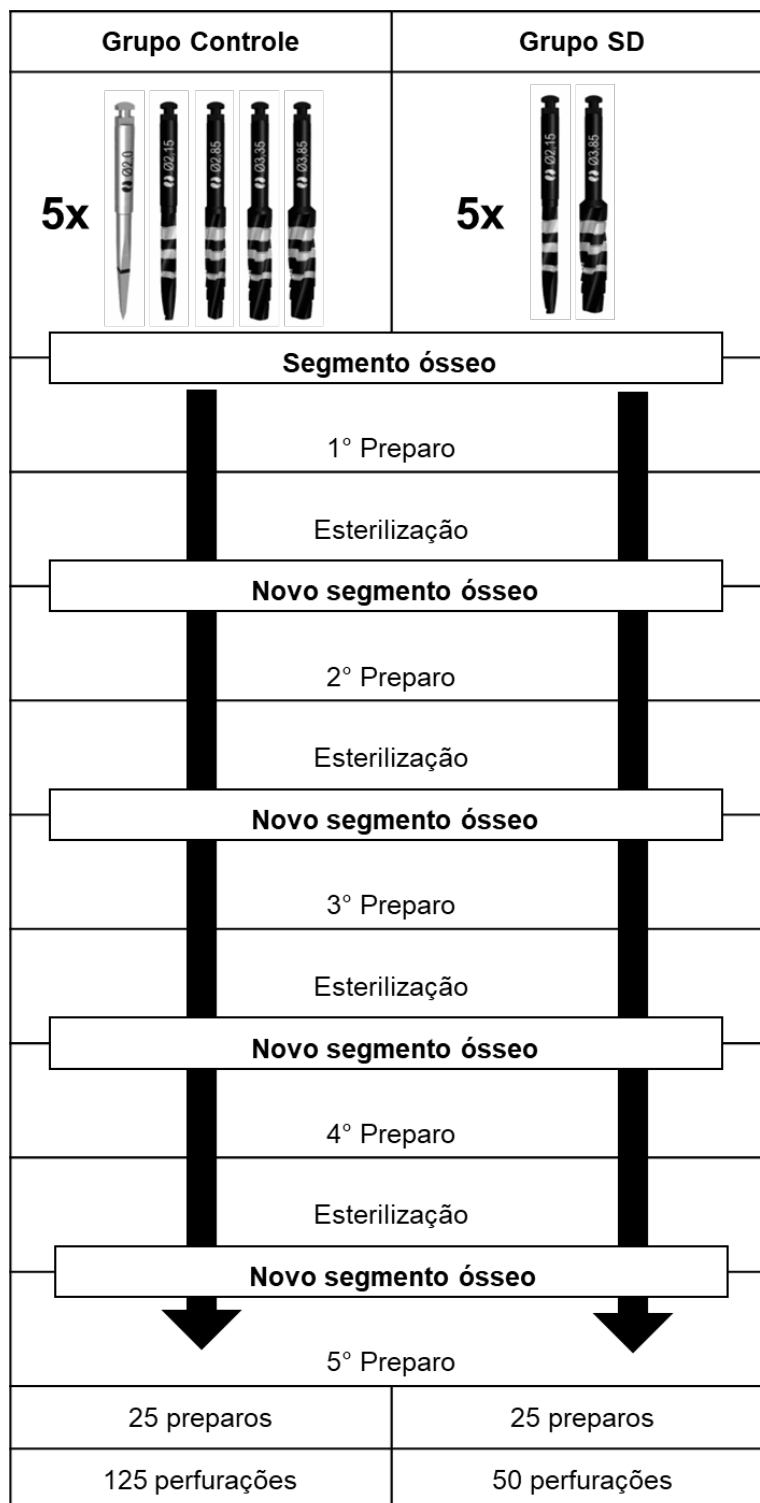 Grupo Controle
Grupo SD
5x
Ø2.0
Ø2,15
Ø2,85
Ø3,35
Ø3,85
5x
Ø2,15
Ø3,85
Segmento ósseo
1° Preparo
Esterilização
Novo segmento ósseo
2° Preparo
Esterilização
Novo segmento ósseo
3° Preparo
Esterilização
Novo segmento ósseo
4° Preparo
Esterilização
Novo segmento ósseo
5° Preparo
25 preparos
25 preparos
125 perfurações
50 perfurações